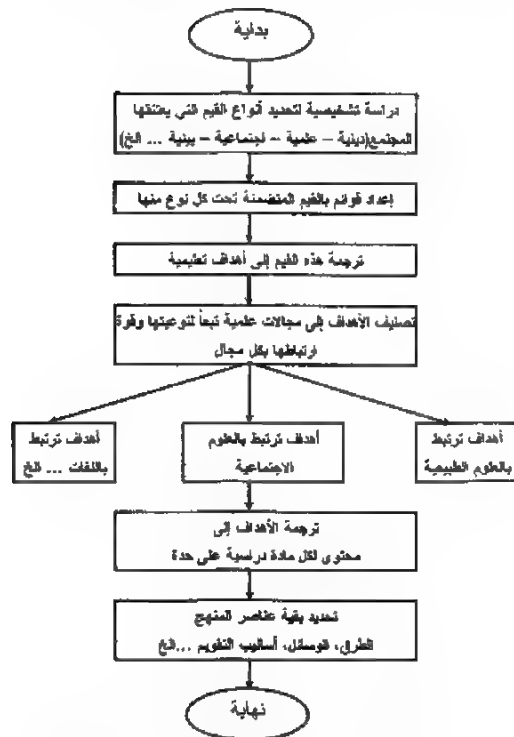 بداية
دراسة تشخيصية لتحديد أنواع القيم التي يعتنقها
المجتمع(دينية – علمية – اجتماعية – بيئية ... الخ)
إعداد قوائم بالقيم المتضمنة تحت كل نوع منها
ترجمة هذه القيم إلى أهداف تعليمية
تصنيف الأهداف إلى مجالات علمية تبعاً لنوعيتها وقوة
ارتباطها بكل مجال
أهداف ترتبط
بالعلوم الطبيعية
أهدف ترتبط بالعلوم
الاجتماعية
أهداف ترتبط
باللغات ... الخ
ترجمة الأهداف إلى
محتوى لكل مادة دراسية على حدة
تحديد بقية عناصر المنهج
الطرق، الوسائل، أساليب التقويم ...الخ
نهاية